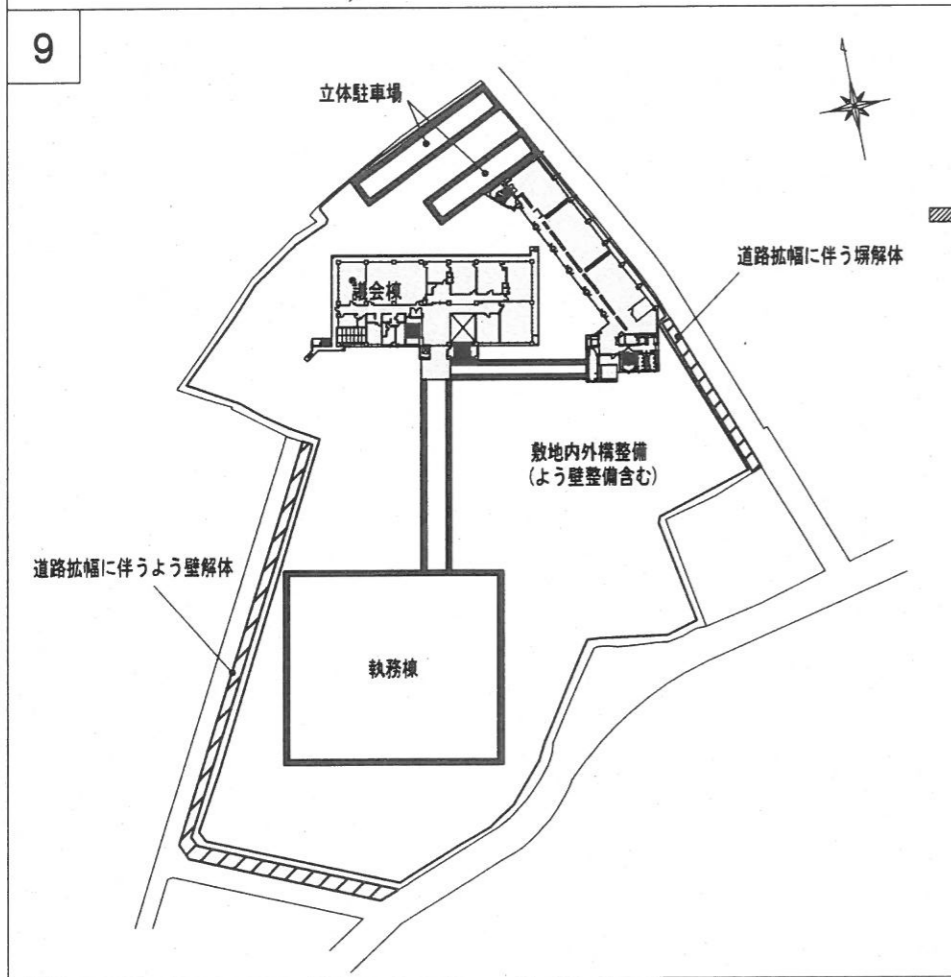 9
立体駐車場
道路拡幅に伴う塀解体
議会棟
敷地内外構整備
(よう壁整備含む)
道路拡幅に伴うよう壁解体
執務棟